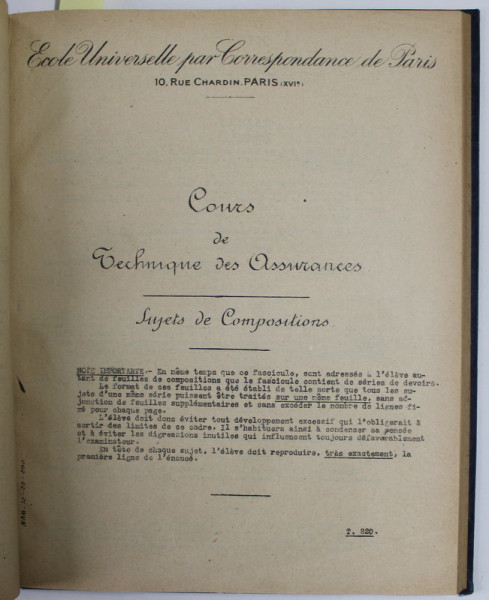 Ecole Universelle par Correspondance de Paris
10, RUE CHARDIN, PARIS (XVIe)
Cours
de
Technique des Assurances
Sujets de Compositions
NOTE IMPORTANTE.- En même temps que ce fascicule, sont adressés à l'élève au-
tant de feuilles de compositions que le fascicule contient de séries de devoirs.
Le format de ces feuilles a été établi de telle sorte que tous les su-
jets d'une même série puissent être traités sur une même feuille, sans ad-
jonction de feuilles supplémentaires et sans excéder le nombre de lignes fi-
xé pour chaque page.
L'élève doit donc éviter tout développement excessif qui l'obligerait à
sortir des limites de ce cadre. Il s'habituera ainsi à condenser sa pensée
et à éviter les digressions inutiles qui influencent toujours défavorablement
l'examinateur.
En tête de chaque sujet, l'élève doit reproduire, très exactement, la
première ligne de l'énoncé.
T. 820.